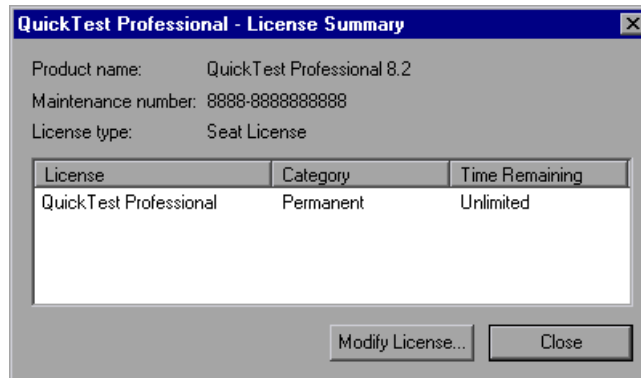 QuickTest Professional - License Summary
Product name: QuickTest Professional 8.2
Maintenance number: 8888-8888888888
License type: Seat License
License Category Time Remaining
QuickTest Professional Permanent Unlimited
Modify License... Close